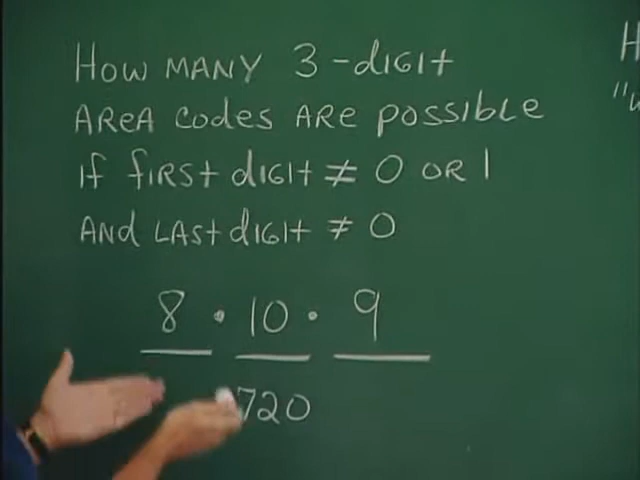 How MANY 3-digit
AREA codes ARE possible
If first digit ≠ 0 OR 1
And LAST digit ≠ 0
8 · 10 · 9
720
H
"w